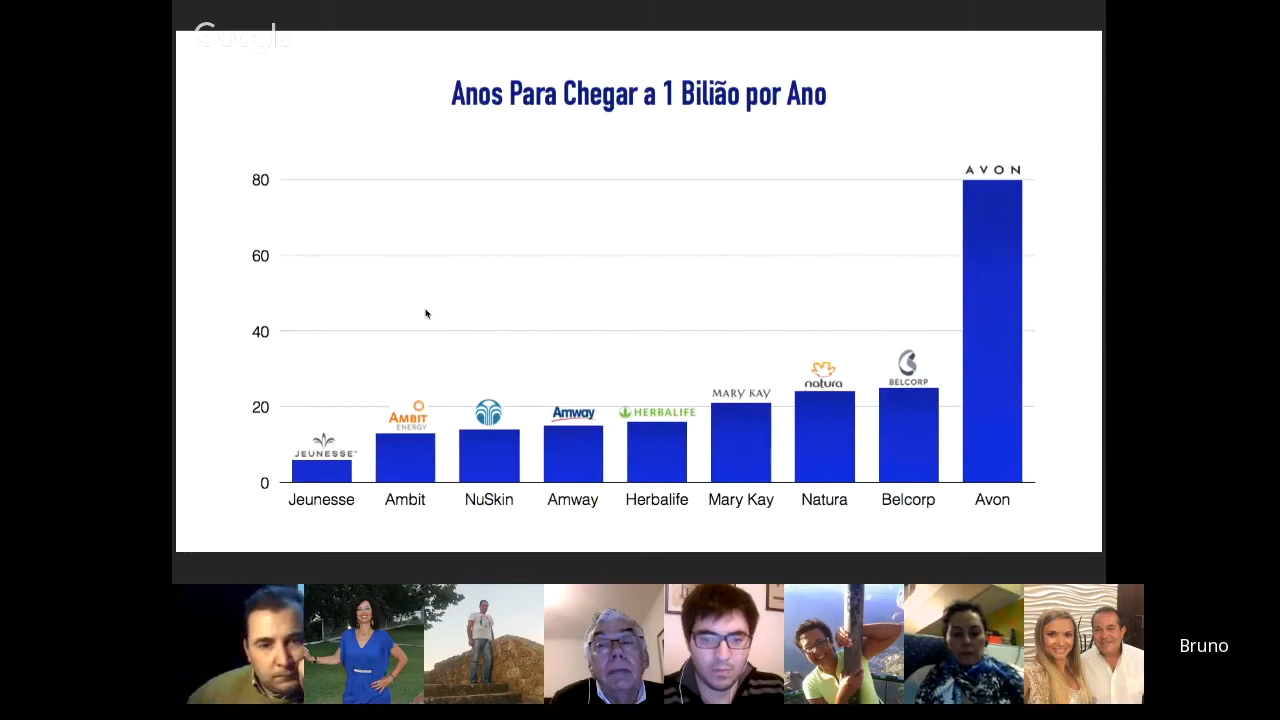 Google
Anos Para Chegar a 1 Bilião por Ano
80
60
40
20
0
AVON
natura
BELCORP
MARY KAY
AMBIT
ENERGY
Amway
HERBALIFE
JEUNESSE
Jeunesse Ambit NuSkin Amway Herbalife Mary Kay Natura Belcorp Avon
Bruno